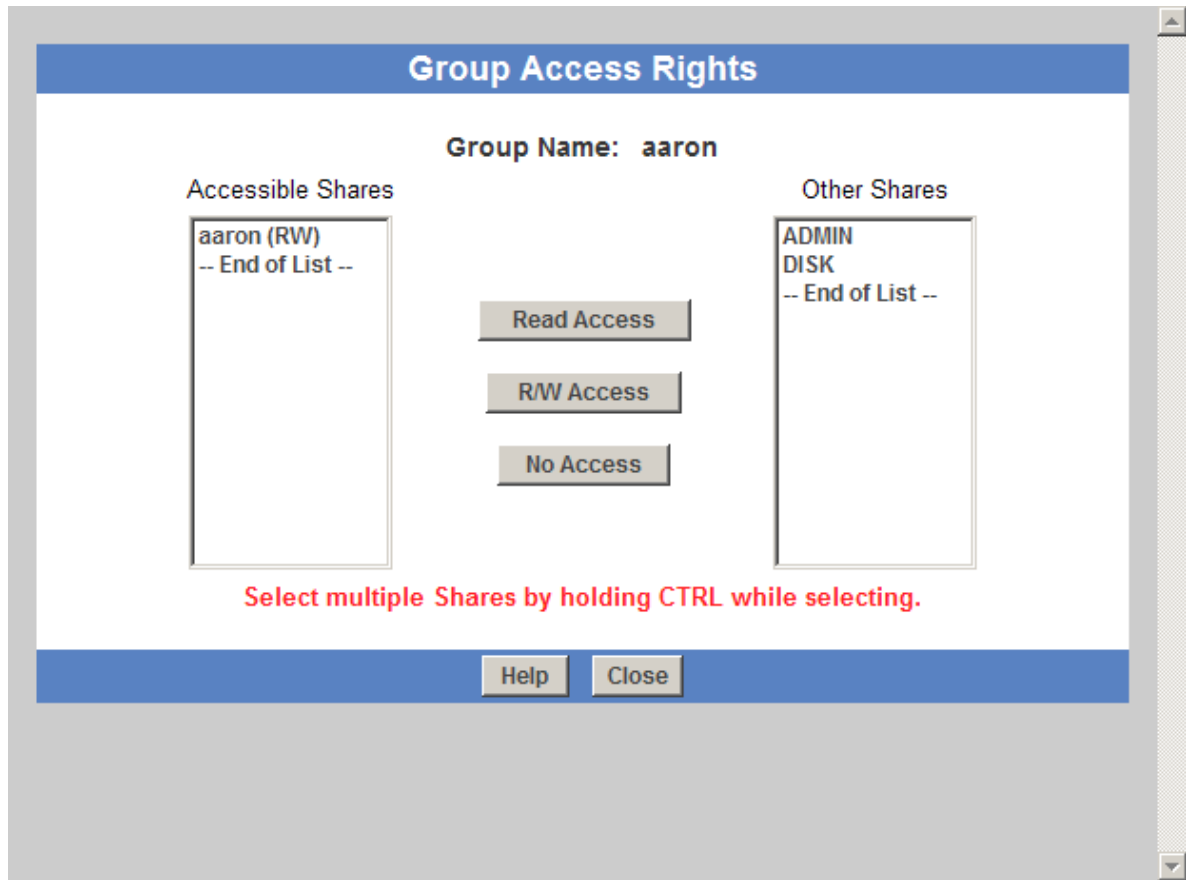 Group Access Rights
Group Name: aaron
Accessible Shares
Other Shares
aaron (RW)
-- End of List --
ADMIN
DISK
-- End of List --
Read Access
R/W Access
No Access
Select multiple Shares by holding CTRL while selecting.
Help
Close